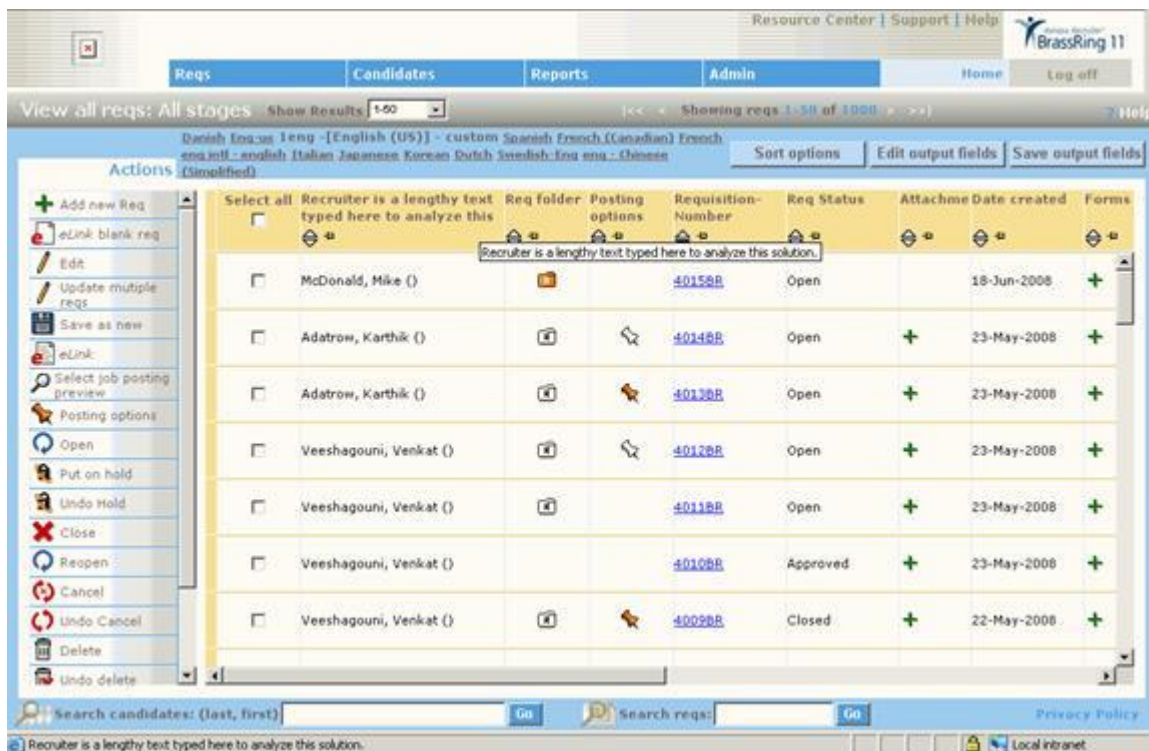 Resource Center | Support | Help
BrassRing 11
Reqs Candidates Reports Admin Home Log off
View all reqs: All stages Show Results 1-50 Showing reqs 1-50 of 1000 ? Help
Danish Eng-us 1eng -[English (US)] - custom Spanish French (Canadian) French
eng intl - english Italian Japanese Korean Dutch Swedish Eng eng - Chinese
(Simplified)
Sort options Edit output fields Save output fields
Actions
Add new Req
eLink blank req
Edit
Update mutiple
reqs
Save as new
eLink
Select job posting
preview
Posting options
Open
Put on hold
Undo Hold
Close
Reopen
Cancel
Undo Cancel
Delete
Undo delete
Select all Recruiter is a lengthy text Req folder Posting Requisition- Req Status Attachme Date created Forms
typed here to analyze this options Number
Recruiter is a lengthy text typed here to analyze this solution.
McDonald, Mike () 4015BR Open 18-Jun-2008
Adatrow, Karthik () 4014BR Open 23-May-2008
Adatrow, Karthik () 4013BR Open 23-May-2008
Veeshagouni, Venkat () 4012BR Open 23-May-2008
Veeshagouni, Venkat () 4011BR Open 23-May-2008
Veeshagouni, Venkat () 4010BR Approved 23-May-2008
Veeshagouni, Venkat () 4009BR Closed 22-May-2008
Search candidates: (last, first) Go Search reqs: Go Privacy Policy
Recruiter is a lengthy text typed here to analyze this solution. Local intranet